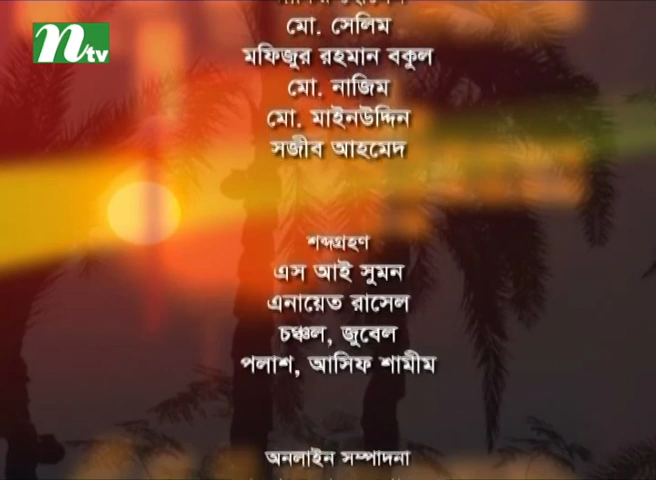 ntv
মো. সেলিম
মফিজুর রহমান বকুল
মো. নাজিম
মো. মাইনউদ্দিন
সজীব আহমেদ
শব্দগ্রহণ
এস আই সুমন
এনায়েত রাসেল
চঞ্চল, জুবেল
পলাশ, আসিফ শামীম
অনলাইন সম্পাদনা